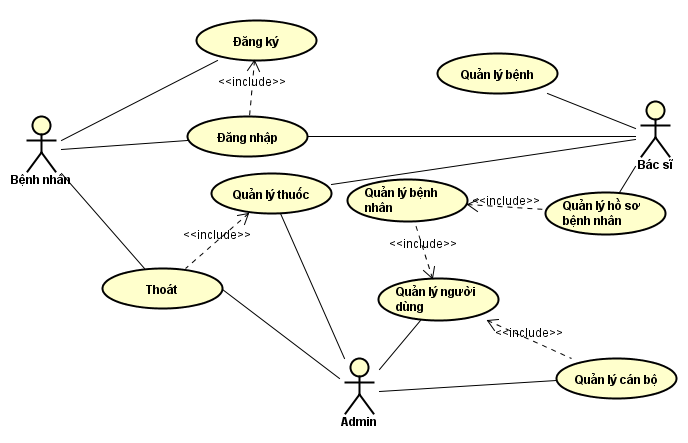 Đăng ký
Quản lý bệnh
<<include>>
Đăng nhập
Bệnh nhân
Bác sĩ
Quản lý thuốc
Quản lý bệnh
nhân
<<include>>
Quản lý hồ sơ
bệnh nhân
<<include>>
<<include>>
Thoát
Quản lý người
dùng
<<include>>
Quản lý cán bộ
Admin